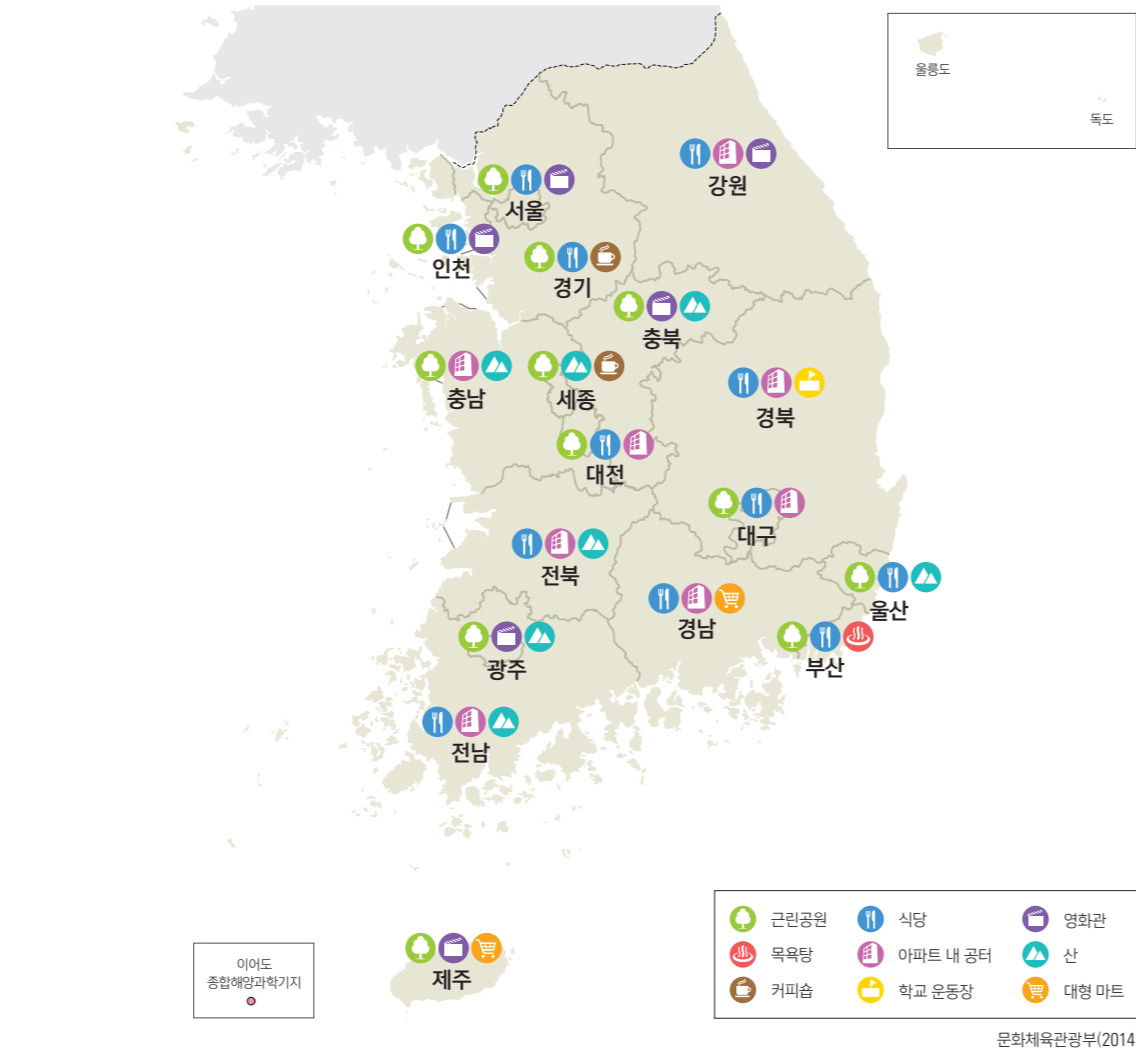 울릉도
독도
강원
서울
인천
경기
충북
충남
세종
경북
대전
대구
전북
울산
경남
광주
부산
전남
제주
이어도
종합해양과학기지
근린공원 식당 영화관
목욕탕 아파트 내 공터 산
커피숍 학교 운동장 대형 마트
문화체육관광부(2014